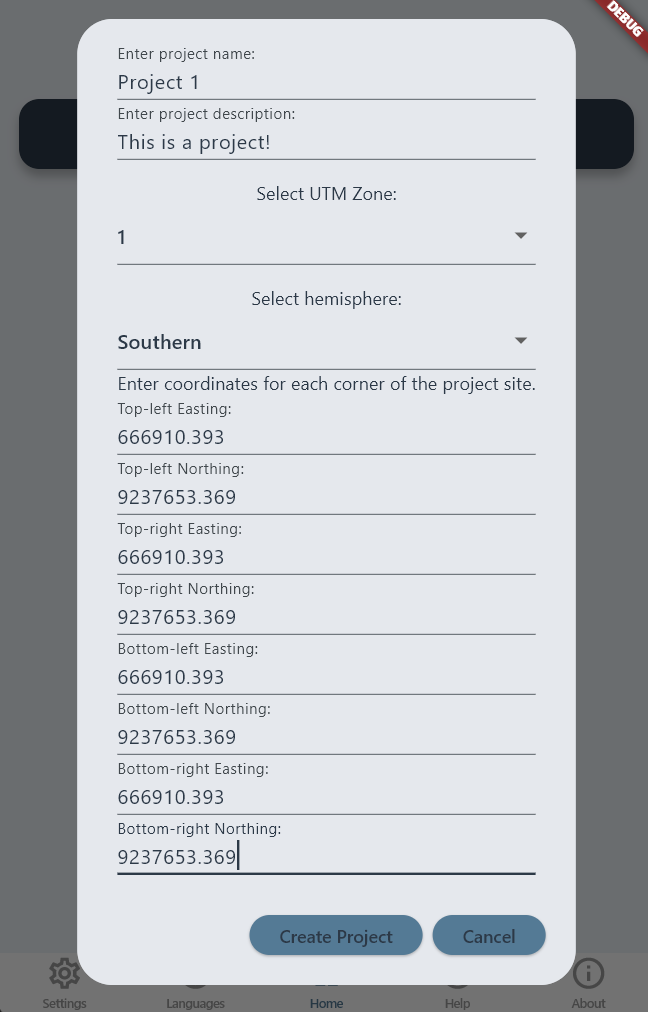 DEBUG
Enter project name:
Project 1
Enter project description:
This is a project!
Select UTM Zone:
1
Select hemisphere:
Southern
Enter coordinates for each corner of the project site.
Top-left Easting:
666910.393
Top-left Northing:
9237653.369
Top-right Easting:
666910.393
Top-right Northing:
9237653.369
Bottom-left Easting:
666910.393
Bottom-left Northing:
9237653.369
Bottom-right Easting:
666910.393
Bottom-right Northing:
9237653.369
Create Project Cancel
Settings Languages Home Help About